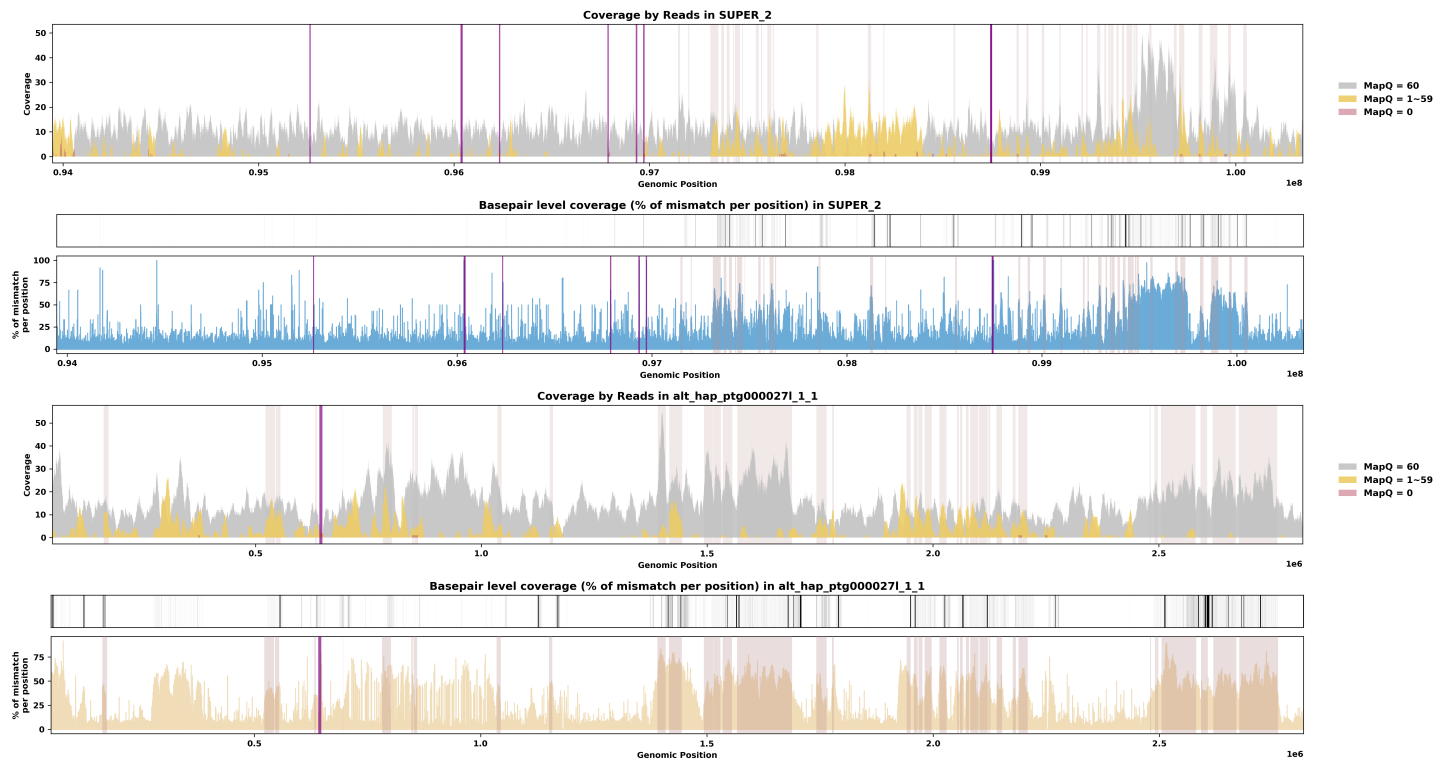 Coverage by Reads in SUPER_2
50
40
30
20
10
0
Coverage
0.94 0.95 0.96 0.97 0.98 0.99 1.00
Genomic Position
1e8
MapQ = 60
MapQ = 1~59
MapQ = 0
Basepair level coverage (% of mismatch per position) in SUPER_2
100
75
50
25
0
% of mismatch
per position
0.94 0.95 0.96 0.97 0.98 0.99 1.00
Genomic Position
1e8
Coverage by Reads in alt_hap_ptg000027l_1_1
50
40
30
20
10
0
Coverage
0.5 1.0 1.5 2.0 2.5
Genomic Position
1e6
MapQ = 60
MapQ = 1~59
MapQ = 0
Basepair level coverage (% of mismatch per position) in alt_hap_ptg000027l_1_1
75
50
25
0
% of mismatch
per position
0.5 1.0 1.5 2.0 2.5
Genomic Position
1e6